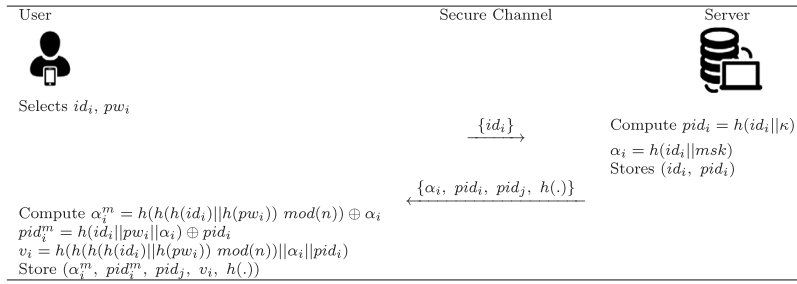 User Secure Channel Server
Selects id_i, pw_i
{id_i}
Compute pid_i = h(id_i||κ)
α_i = h(id_i||msk)
Stores (id_i, pid_i)
{α_i, pid_i, pid_j, h(.)}
Compute α_i^m = h(h(h(id_i)||h(pw_i)) mod(n)) ⊕ α_i
pid_i^m = h(id_i||pw_i||α_i) ⊕ pid_i
v_i = h(h(h(h(id_i)||h(pw_i)) mod(n))||α_i||pid_i)
Store (α_i^m, pid_i^m, pid_j, v_i, h(.))